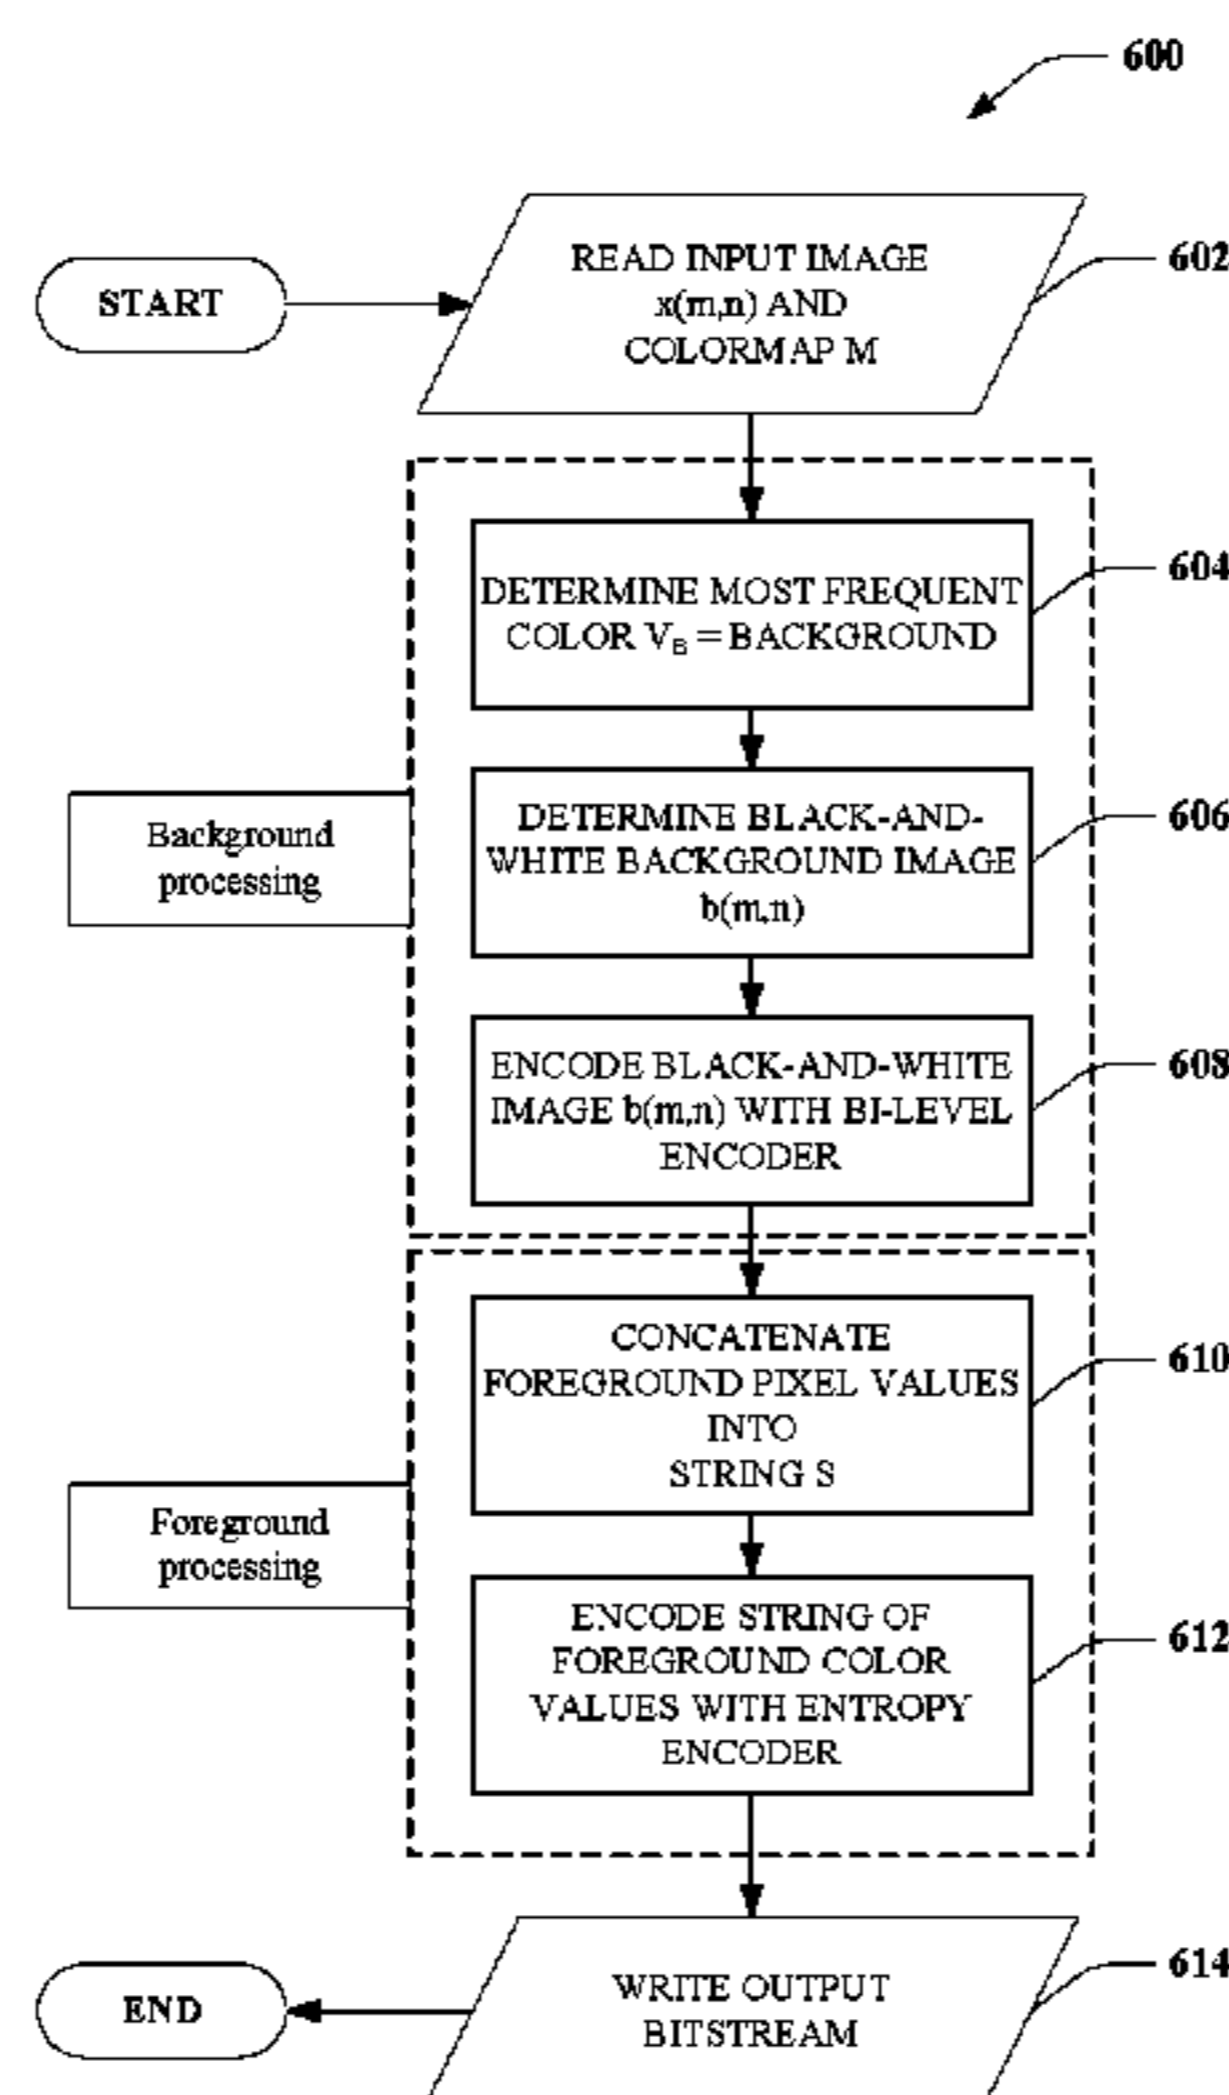 600
READ INPUT IMAGE
x(m,n) AND
COLORMAP M
602
START
DETERMINE MOST FREQUENT
COLOR VB = BACKGROUND
604
DETERMINE BLACK-AND-
WHITE BACKGROUND IMAGE
b(m,n)
606
Background
processing
ENCODE BLACK-AND-WHITE
IMAGE b(m,n) WITH BI-LEVEL
ENCODER
608
CONCATENATE
FOREGROUND PIXEL VALUES
INTO
STRING S
610
Foreground
processing
ENCODE STRING OF
FOREGROUND COLOR
VALUES WITH ENTROPY
ENCODER
612
WRITE OUTPUT
BITSTREAM
614
END